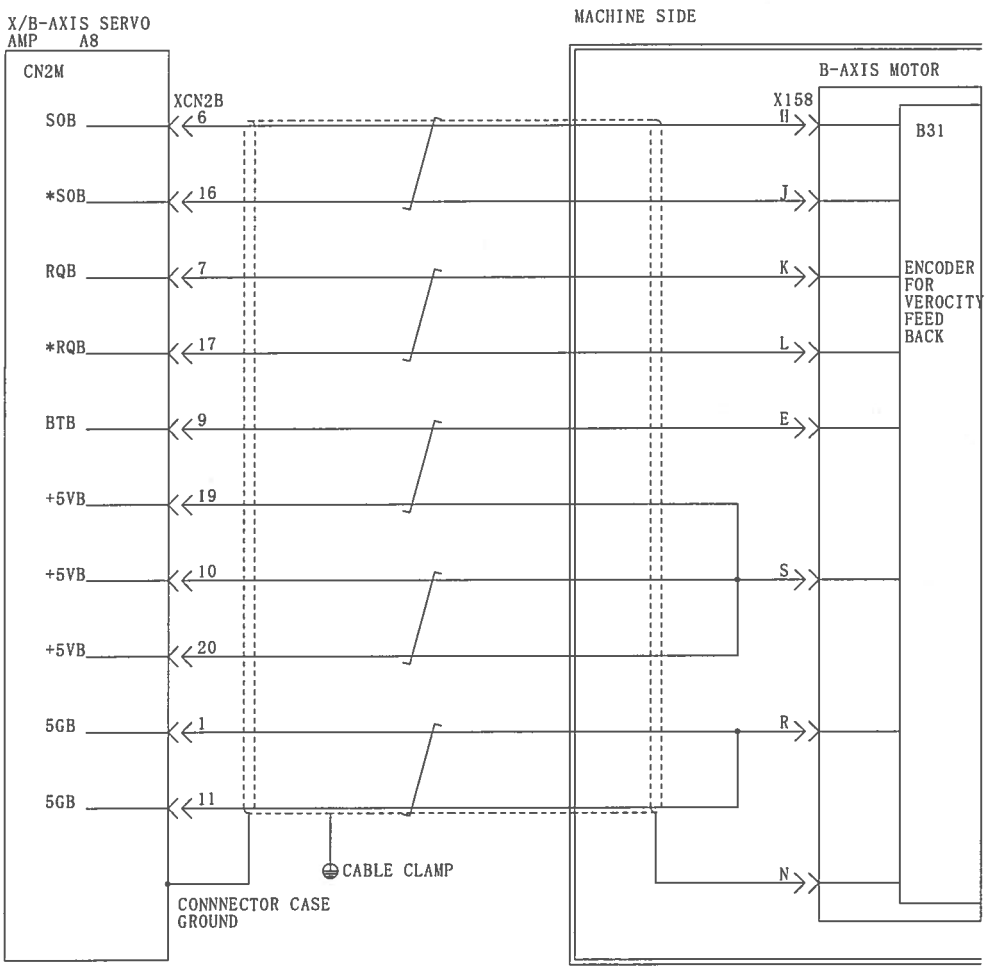 MACHINE SIDE
X/B-AXIS SERVO
AMP A8
CN2M
B-AXIS MOTOR
XCN2B
X158
SOB
6
H
B31
*SOB
16
J
RQB
7
K
ENCODER
FOR
VEROCITY
FEED
BACK
*RQB
17
L
BTB
9
E
+5VB
19
+5VB
10
S
+5VB
20
5GB
1
R
5GB
11
CABLE CLAMP
N
CONNNECTOR CASE
GROUND